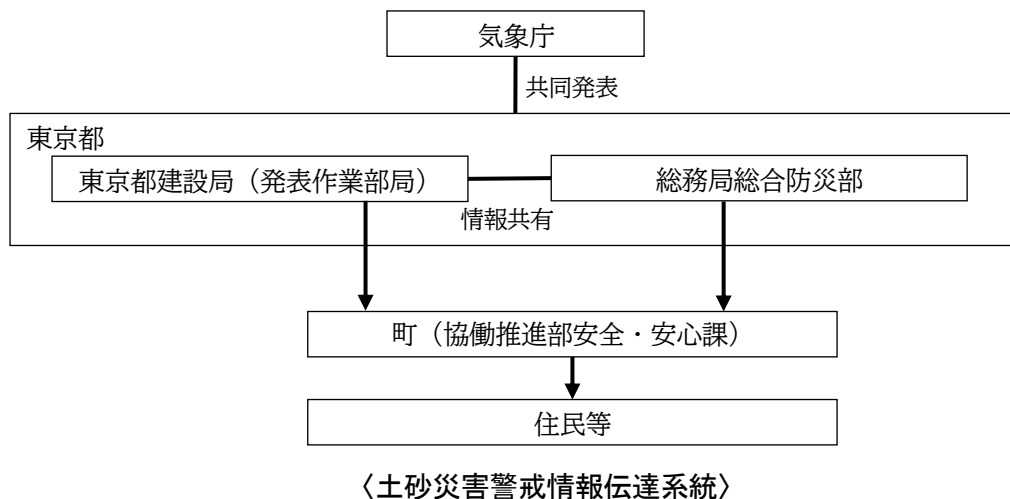 気象庁
共同発表
東京都
東京都建設局（発表作業部局）
総務局総合防災部
情報共有
町（協働推進部安全・安心課）
住民等
〈土砂災害警戒情報伝達系統〉